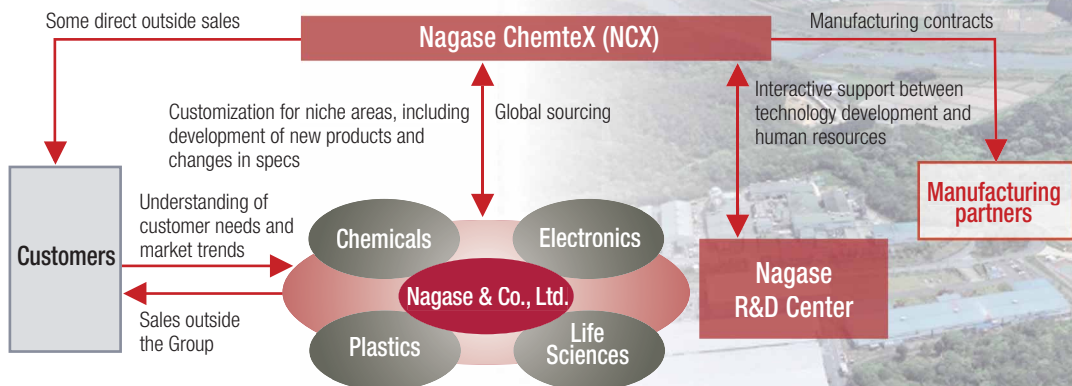 Some direct outside sales
Nagase ChemteX (NCX)
Manufacturing contracts
Customization for niche areas, including
development of new products and
changes in specs
Global sourcing
Interactive support between
technology development and
human resources
Manufacturing
partners
Customers
Understanding of
customer needs and
market trends
Sales outside
the Group
Chemicals
Electronics
Nagase & Co., Ltd.
Plastics
Life
Sciences
Nagase
R&D Center